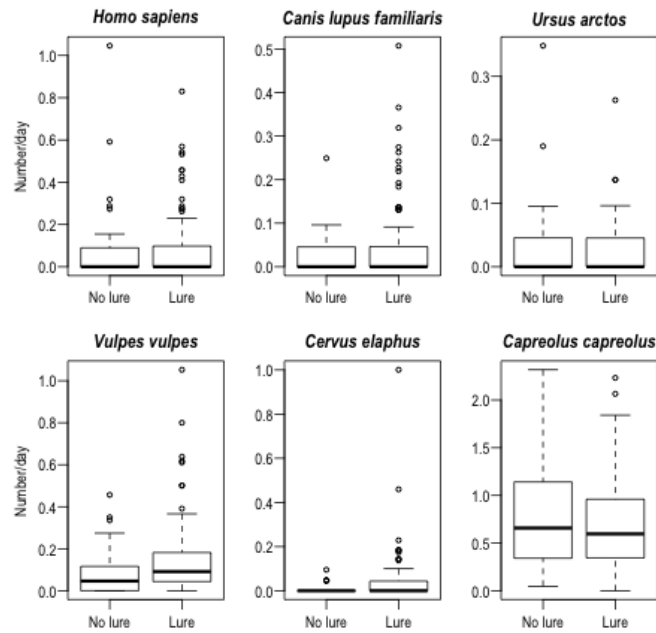 Homo sapiens
Canis lupus familiaris
Ursus arctos
Number/day
1.0
0.8
0.6
0.4
0.2
0.0
No lure
Lure
0.5
0.4
0.3
0.2
0.1
0.0
No lure
Lure
0.3
0.2
0.1
0.0
No lure
Lure
Vulpes vulpes
Cervus elaphus
Capreolus capreolus
Number/day
1.0
0.8
0.6
0.4
0.2
0.0
No lure
Lure
1.0
0.8
0.6
0.4
0.2
0.0
No lure
Lure
2.0
1.5
1.0
0.5
0.0
No lure
Lure